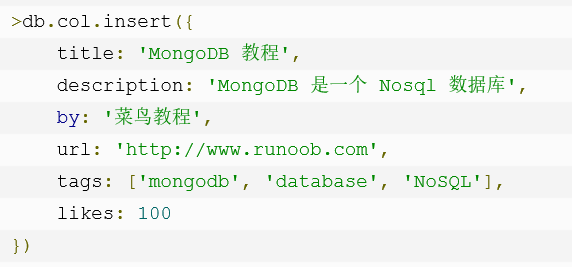 >db.col.insert({
    title: 'MongoDB 教程',
    description: 'MongoDB 是一个 Nosql 数据库',
    by: '菜鸟教程',
    url: 'http://www.runoob.com',
    tags: ['mongodb', 'database', 'NoSQL'],
    likes: 100
})